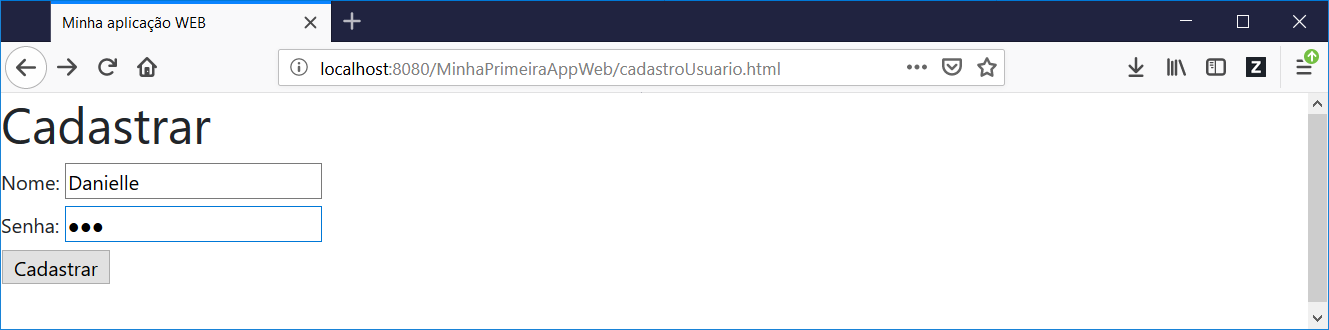 Minha aplicação WEB
localhost:8080/MinhaPrimeiraAppWeb/cadastroUsuario.html
Z
Cadastrar
Nome: Danielle
Senha: ●●●
Cadastrar